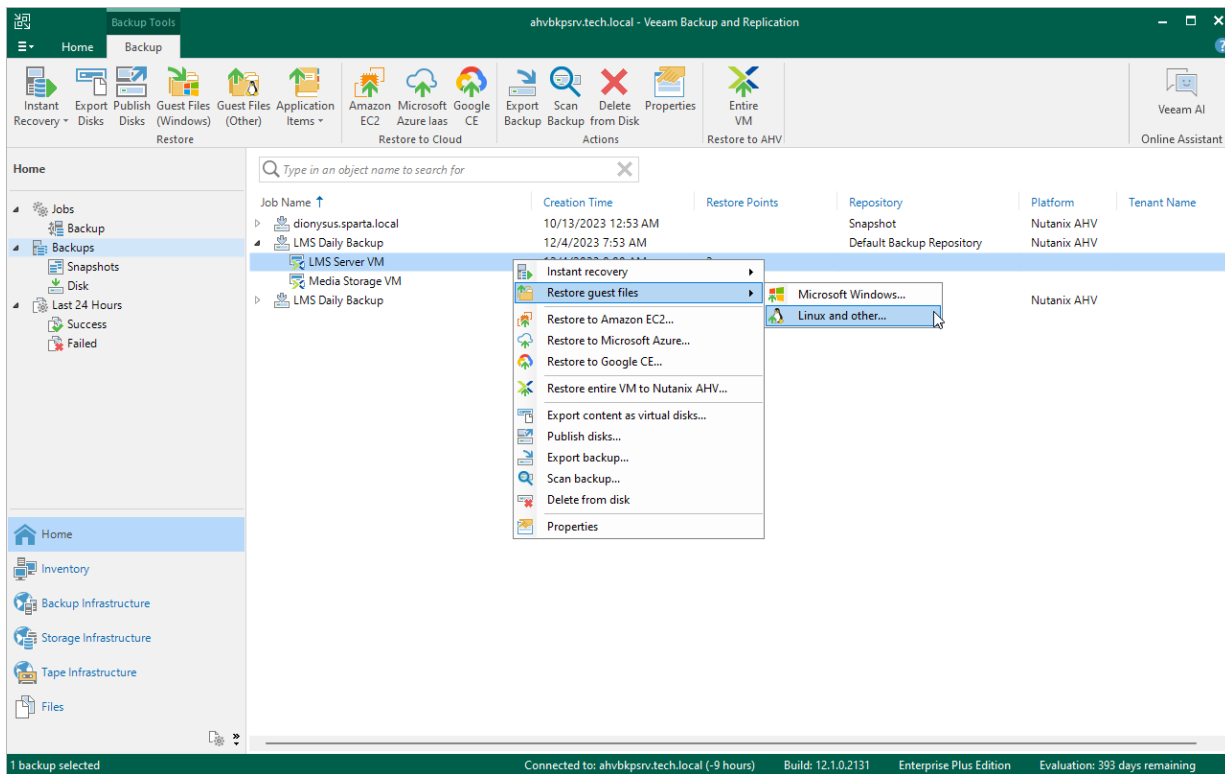 Backup Tools
ahvbkpsrv.tech.local - Veeam Backup and Replication
Home Backup
Instant Recovery
Export Disks
Publish Disks
Guest Files (Windows)
Guest Files (Other)
Application Items
Amazon EC2
Microsoft Azure Iaas
Google CE
Export Backup
Scan Backup
Delete from Disk
Properties
Entire VM
Veeam AI
Restore
Restore to Cloud
Actions
Restore to AHV
Online Assistant
Home
Type in an object name to search for
Jobs
Backup
Backups
Snapshots
Disk
Last 24 Hours
Success
Failed
Job Name Creation Time Restore Points Repository Platform Tenant Name
dionysus.sparta.local 10/13/2023 12:53 AM Snapshot Nutanix AHV
LMS Daily Backup 12/4/2023 7:53 AM Default Backup Repository Nutanix AHV
LMS Server VM
Media Storage VM
LMS Daily Backup Nutanix AHV
Instant recovery
Restore guest files
Microsoft Windows...
Linux and other...
Restore to Amazon EC2...
Restore to Microsoft Azure...
Restore to Google CE...
Restore entire VM to Nutanix AHV...
Export content as virtual disks...
Publish disks...
Export backup...
Scan backup...
Delete from disk
Properties
Home
Inventory
Backup Infrastructure
Storage Infrastructure
Tape Infrastructure
Files
1 backup selected Connected to: ahvbkpsrv.tech.local (-9 hours) Build: 12.1.0.2131 Enterprise Plus Edition Evaluation: 393 days remaining